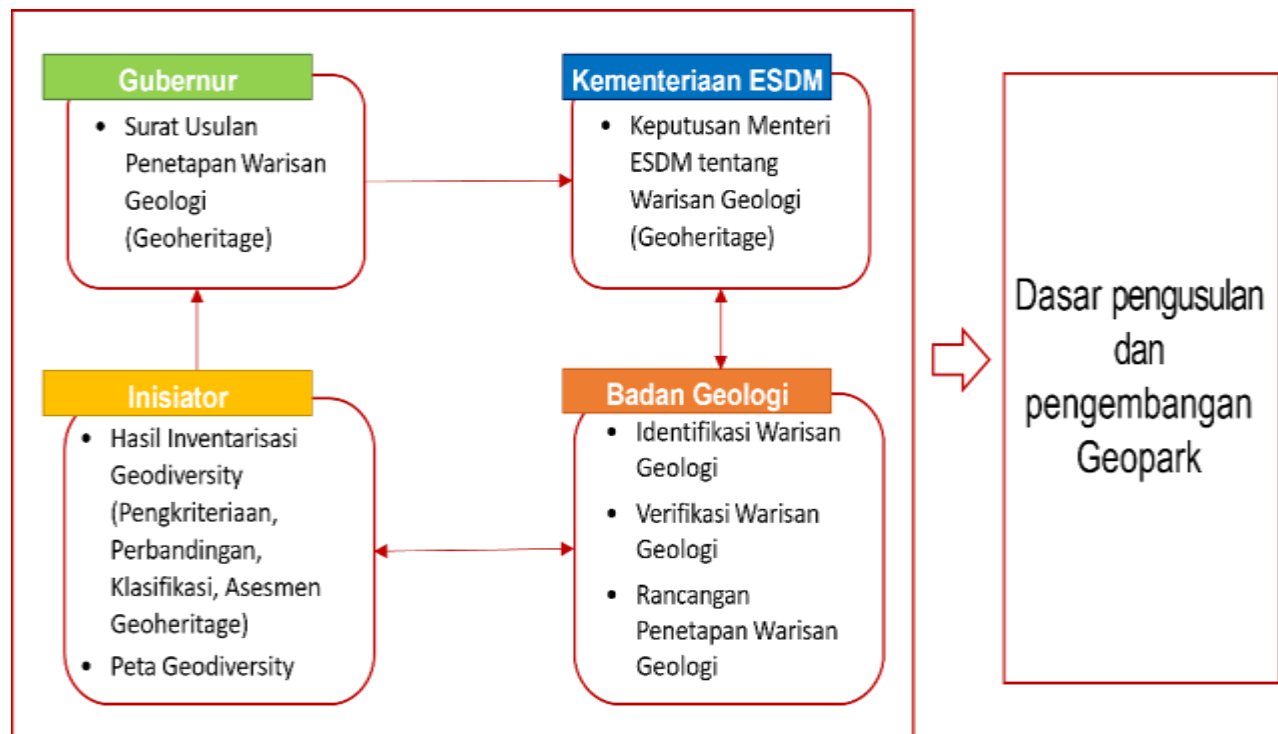 Gubernur
• Surat Usulan
Penetapan Warisan
Geologi
(Geoheritage)
Kementeriaan ESDM
• Keputusan Menteri
ESDM tentang
Warisan Geologi
(Geoheritage)
Inisiator
• Hasil Inventarisasi
Geodiversity
(Pengkriteriaan,
Perbandingan,
Klasifikasi, Asesmen
Geoheritage)
• Peta Geodiversity
Badan Geologi
• Identifikasi Warisan
Geologi
• Verifikasi Warisan
Geologi
• Rancangan
Penetapan Warisan
Geologi
Dasar pengusulan
dan
pengembangan
Geopark